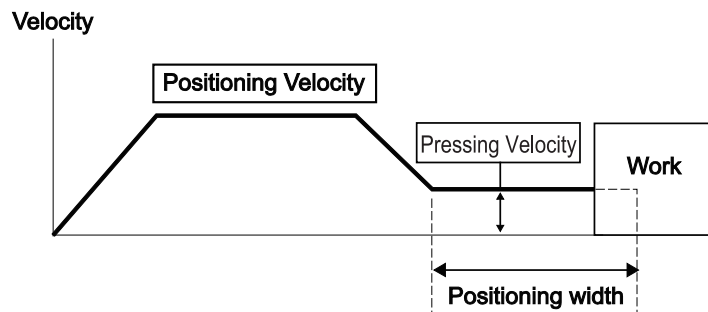 Velocity
Positioning Velocity
Pressing Velocity
Work
Positioning width